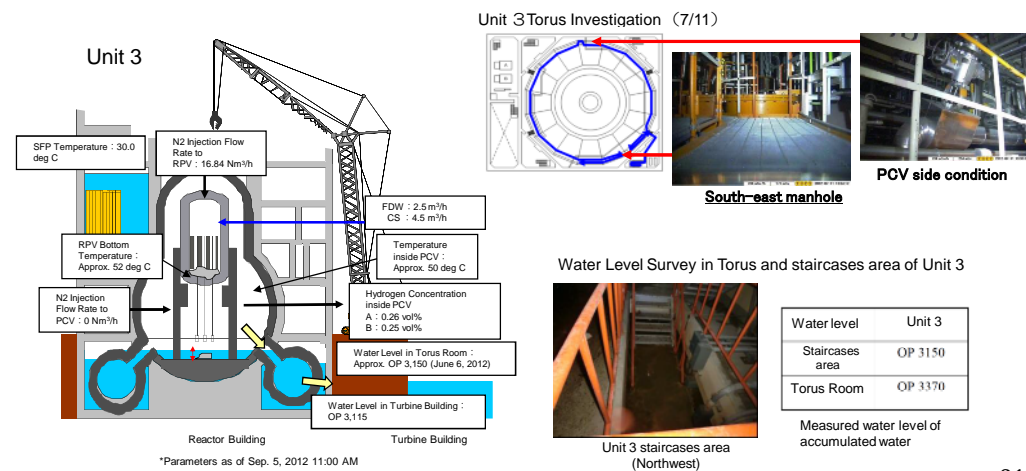 Unit 3
SFP Temperature：30.0
deg C
N2 Injection Flow
Rate to
RPV：16.84 Nm³/h
FDW：2.5 m³/h
CS：4.5 m³/h
RPV Bottom
Temperature：
Approx. 52 deg C
Temperature
inside PCV：
Approx. 50 deg C
N2 Injection
Flow Rate to
PCV：0 Nm³/h
Hydrogen Concentration
inside PCV
A：0.26 vol%
B：0.25 vol%
Water Level in Torus Room：
Approx. OP 3,150 (June 6, 2012)
Water Level in Turbine Building：
OP 3,115
Reactor Building
Turbine Building
*Parameters as of Sep. 5, 2012 11:00 AM
Unit 3 Torus Investigation （7/11）
South-east manhole
PCV side condition
Water Level Survey in Torus and staircases area of Unit 3
Unit 3 staircases area
(Northwest)
Water level Unit 3
Staircases
area OP 3150
Torus Room OP 3370
Measured water level of
accumulated water